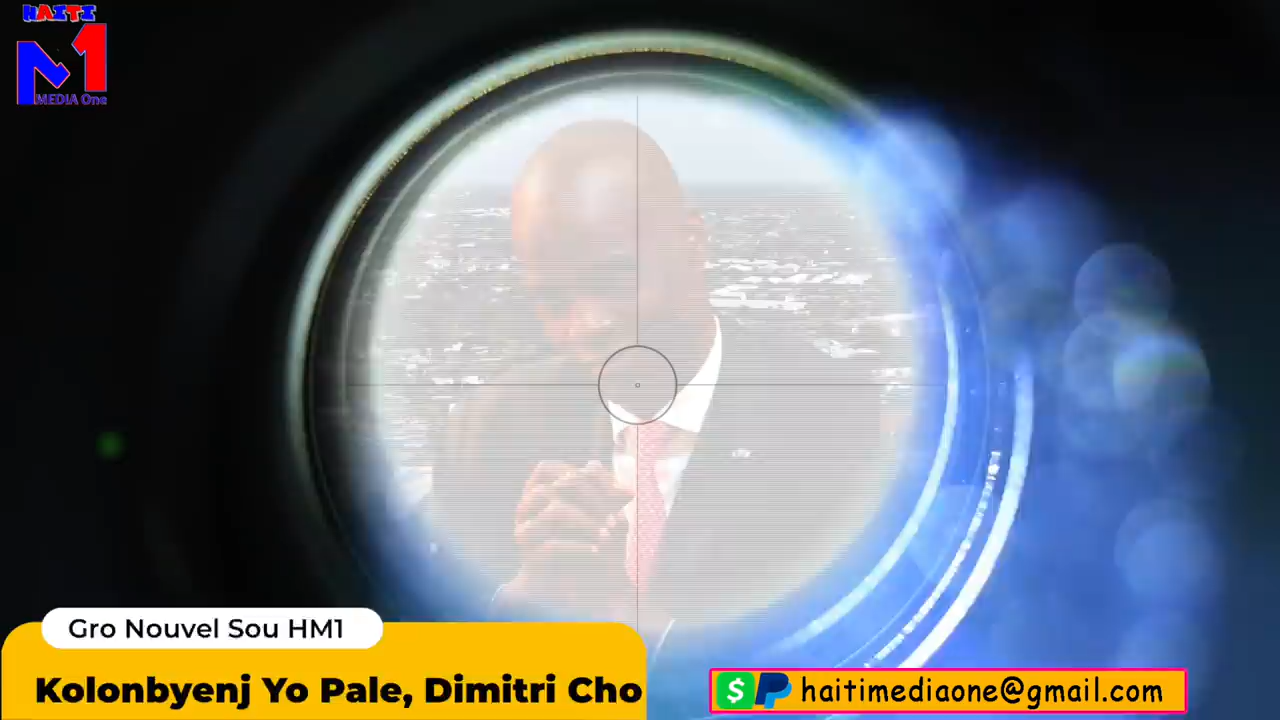 HAITI
M1
MEDIA One
Gro Nouvel Sou HM1
Kolonbyenj Yo Pale, Dimitri Cho
$ P haitimediaone@gmail.com